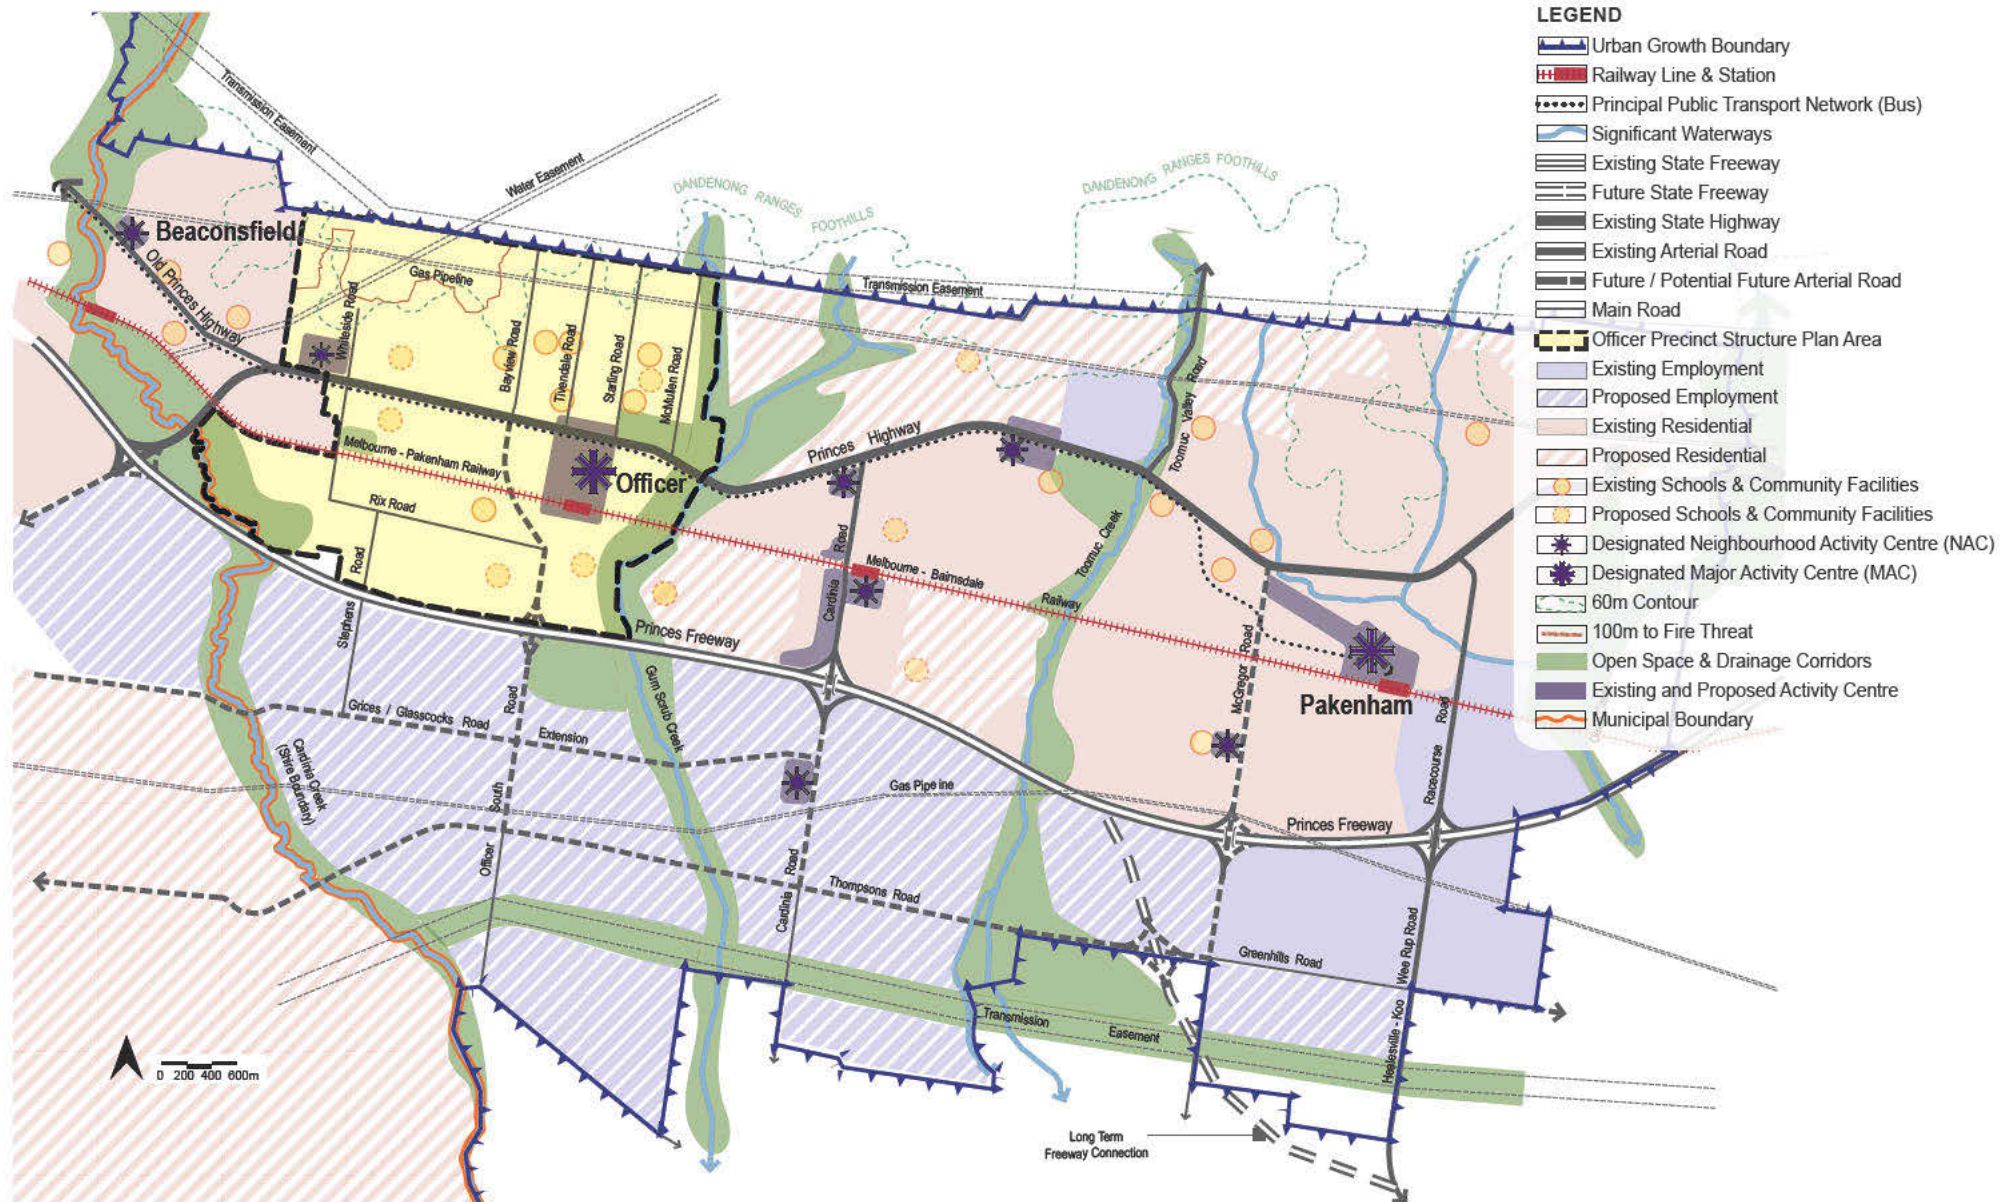 LEGEND
Urban Growth Boundary
Railway Line & Station
Principal Public Transport Network (Bus)
Significant Waterways
Existing State Freeway
Future State Freeway
Existing State Highway
Existing Arterial Road
Future / Potential Future Arterial Road
Main Road
Officer Precinct Structure Plan Area
Existing Employment
Proposed Employment
Existing Residential
Proposed Residential
Existing Schools & Community Facilities
Proposed Schools & Community Facilities
Designated Neighbourhood Activity Centre (NAC)
Designated Major Activity Centre (MAC)
60m Contour
100m to Fire Threat
Open Space & Drainage Corridors
Existing and Proposed Activity Centre
Municipal Boundary
Transmission Easement
Water Easement
DANDENONG RANGES FOOTHILLS
DANDENONG RANGES FOOTHILLS
Beaconsfield
Old Princes Highway
Gas Pipeline
Transmission Easement
Whiteside Road
Bayview Road
Tivendale Road
Starling Road
McMullen Road
Toomuc Valley Road
Princes Highway
Melbourne - Pakenham Railway
Officer
Rix Road
Stephens Road
Cardinia Road
Melbourne - Bairnsdale Railway
Toomuc Creek
Princes Freeway
McGregor Road
Pakenham
Racecourse Road
Gum Scrub Creek
Grices / Glasscocks Road Extension
Cardinia Creek
(Shire Boundary)
Officer South Road
Gas Pipeline
Princes Freeway
Thompsons Road
Cardinia Road
Greenhills Road
Healesville - Koo Wee Rup Road
Transmission Easement
0 200 400 600m
Long Term
Freeway Connection